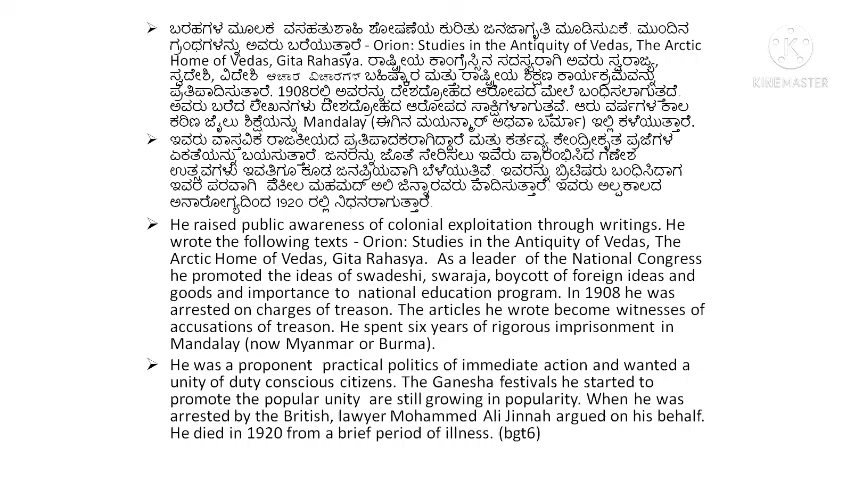 ಬರಹಗಳ ಮೂಲಕ ವಸಹತುಶಾಹಿ ಶೋಷಣೆಯ ಕುರಿತು ಜನಜಾಗೃತಿ ಮೂಡಿಸುವಿಕೆ. ಮುಂದಿನ
ಗ್ರಂಥಗಳನ್ನು ಅವರು ಬರೆಯುತ್ತಾರೆ - Orion: Studies in the Antiquity of Vedas, The Arctic
Home of Vedas, Gita Rahasya. ರಾಷ್ಟ್ರೀಯ ಕಾಂಗ್ರೆಸ್ಸಿನ ಸದಸ್ಯರಾಗಿ ಅವರು ಸ್ವರಾಜ್ಯ,
ಸ್ವದೇಶಿ, ವಿದೇಶಿ ಆಚಾರ ವಿಚಾರಗಳ ಬಹಿಷ್ಕಾರ ಮತ್ತು ರಾಷ್ಟ್ರೀಯ ಶಿಕ್ಷಣ ಕಾರ್ಯಕ್ರಮವನ್ನು
ಪ್ರತಿಪಾದಿಸುತಾರೆ. 1908ರಲ್ಲಿ ಅವರನ್ನು ದೇಶದ್ರೋಹದ ಆರೋಪದ ಮೇಲೆ ಬಂಧಿಸಲಾಗುತ್ತದೆ.
ಅವರು ಬರೆದ ಲೇಖನಗಳು ದೇಶದ್ರೋಹದ ಆರೋಪದ ಸಾಕ್ಷಿಗಳಾಗುತ್ತವೆ. ಆರು ವರ್ಷಗಳ ಕಾಲ
ಕಠಿಣ ಜೈಲು ಶಿಕ್ಷೆಯನ್ನು Mandalay (ಈಗಿನ ಮಯನ್ಮಾರ್ ಅಥವಾ ಬರ್ಮಾ) ಇಲ್ಲಿ ಕಳೆಯುತ್ತಾರೆ.
ಇವರು ವಾಸ್ತವಿಕ ರಾಜಕೀಯದ ಪ್ರತಿಪಾದಕರಾಗಿದ್ದಾರೆ ಮತ್ತು ಕರ್ತವ್ಯ ಕೇಂದ್ರೀಕೃತ ಪ್ರಜೆಗಳ
ಏಕತೆಯನ್ನು ಬಯಸುತ್ತಾರೆ. ಜನರನ್ನು ಜೊತೆ ಸೇರಿಸಲು ಇವರು ಪ್ರಾರಂಭಿಸಿದ ಗಣೇಶ
ಉತ್ಸವಗಳು ಇವತ್ತಿಗೂ ಕೂಡ ಜನಪ್ರಿಯವಾಗಿ ಬೆಳೆಯುತ್ತಿವೆ. ಇವರನ್ನು ಬ್ರಿಟಿಷರು ಬಂಧಿಸಿದಾಗ
ಇವರ ಪರವಾಗಿ ವಕೀಲ ಮಹಮದ್ ಅಲಿ ಜಿನ್ನಾರವರು ವಾದಿಸುತಾರೆ. ಇವರು ಅಲ್ಪಕಾಲದ
ಅನಾರೋಗ್ಯದಿಂದ 1920 ರಲ್ಲಿ ನಿಧನರಾಗುತಾರೆ.
He raised public awareness of colonial exploitation through writings. He
wrote the following texts - Orion: Studies in the Antiquity of Vedas, The
Arctic Home of Vedas, Gita Rahasya. As a leader of the National Congress
he promoted the ideas of swadeshi, swaraja, boycott of foreign ideas and
goods and importance to national education program. In 1908 he was
arrested on charges of treason. The articles he wrote become witnesses of
accusations of treason. He spent six years of rigorous imprisonment in
Mandalay (now Myanmar or Burma).
He was a proponent practical politics of immediate action and wanted a
unity of duty conscious citizens. The Ganesha festivals he started to
promote the popular unity are still growing in popularity. When he was
arrested by the British, lawyer Mohammed Ali Jinnah argued on his behalf.
He died in 1920 from a brief period of illness. (bgt6)
KINEMASTER